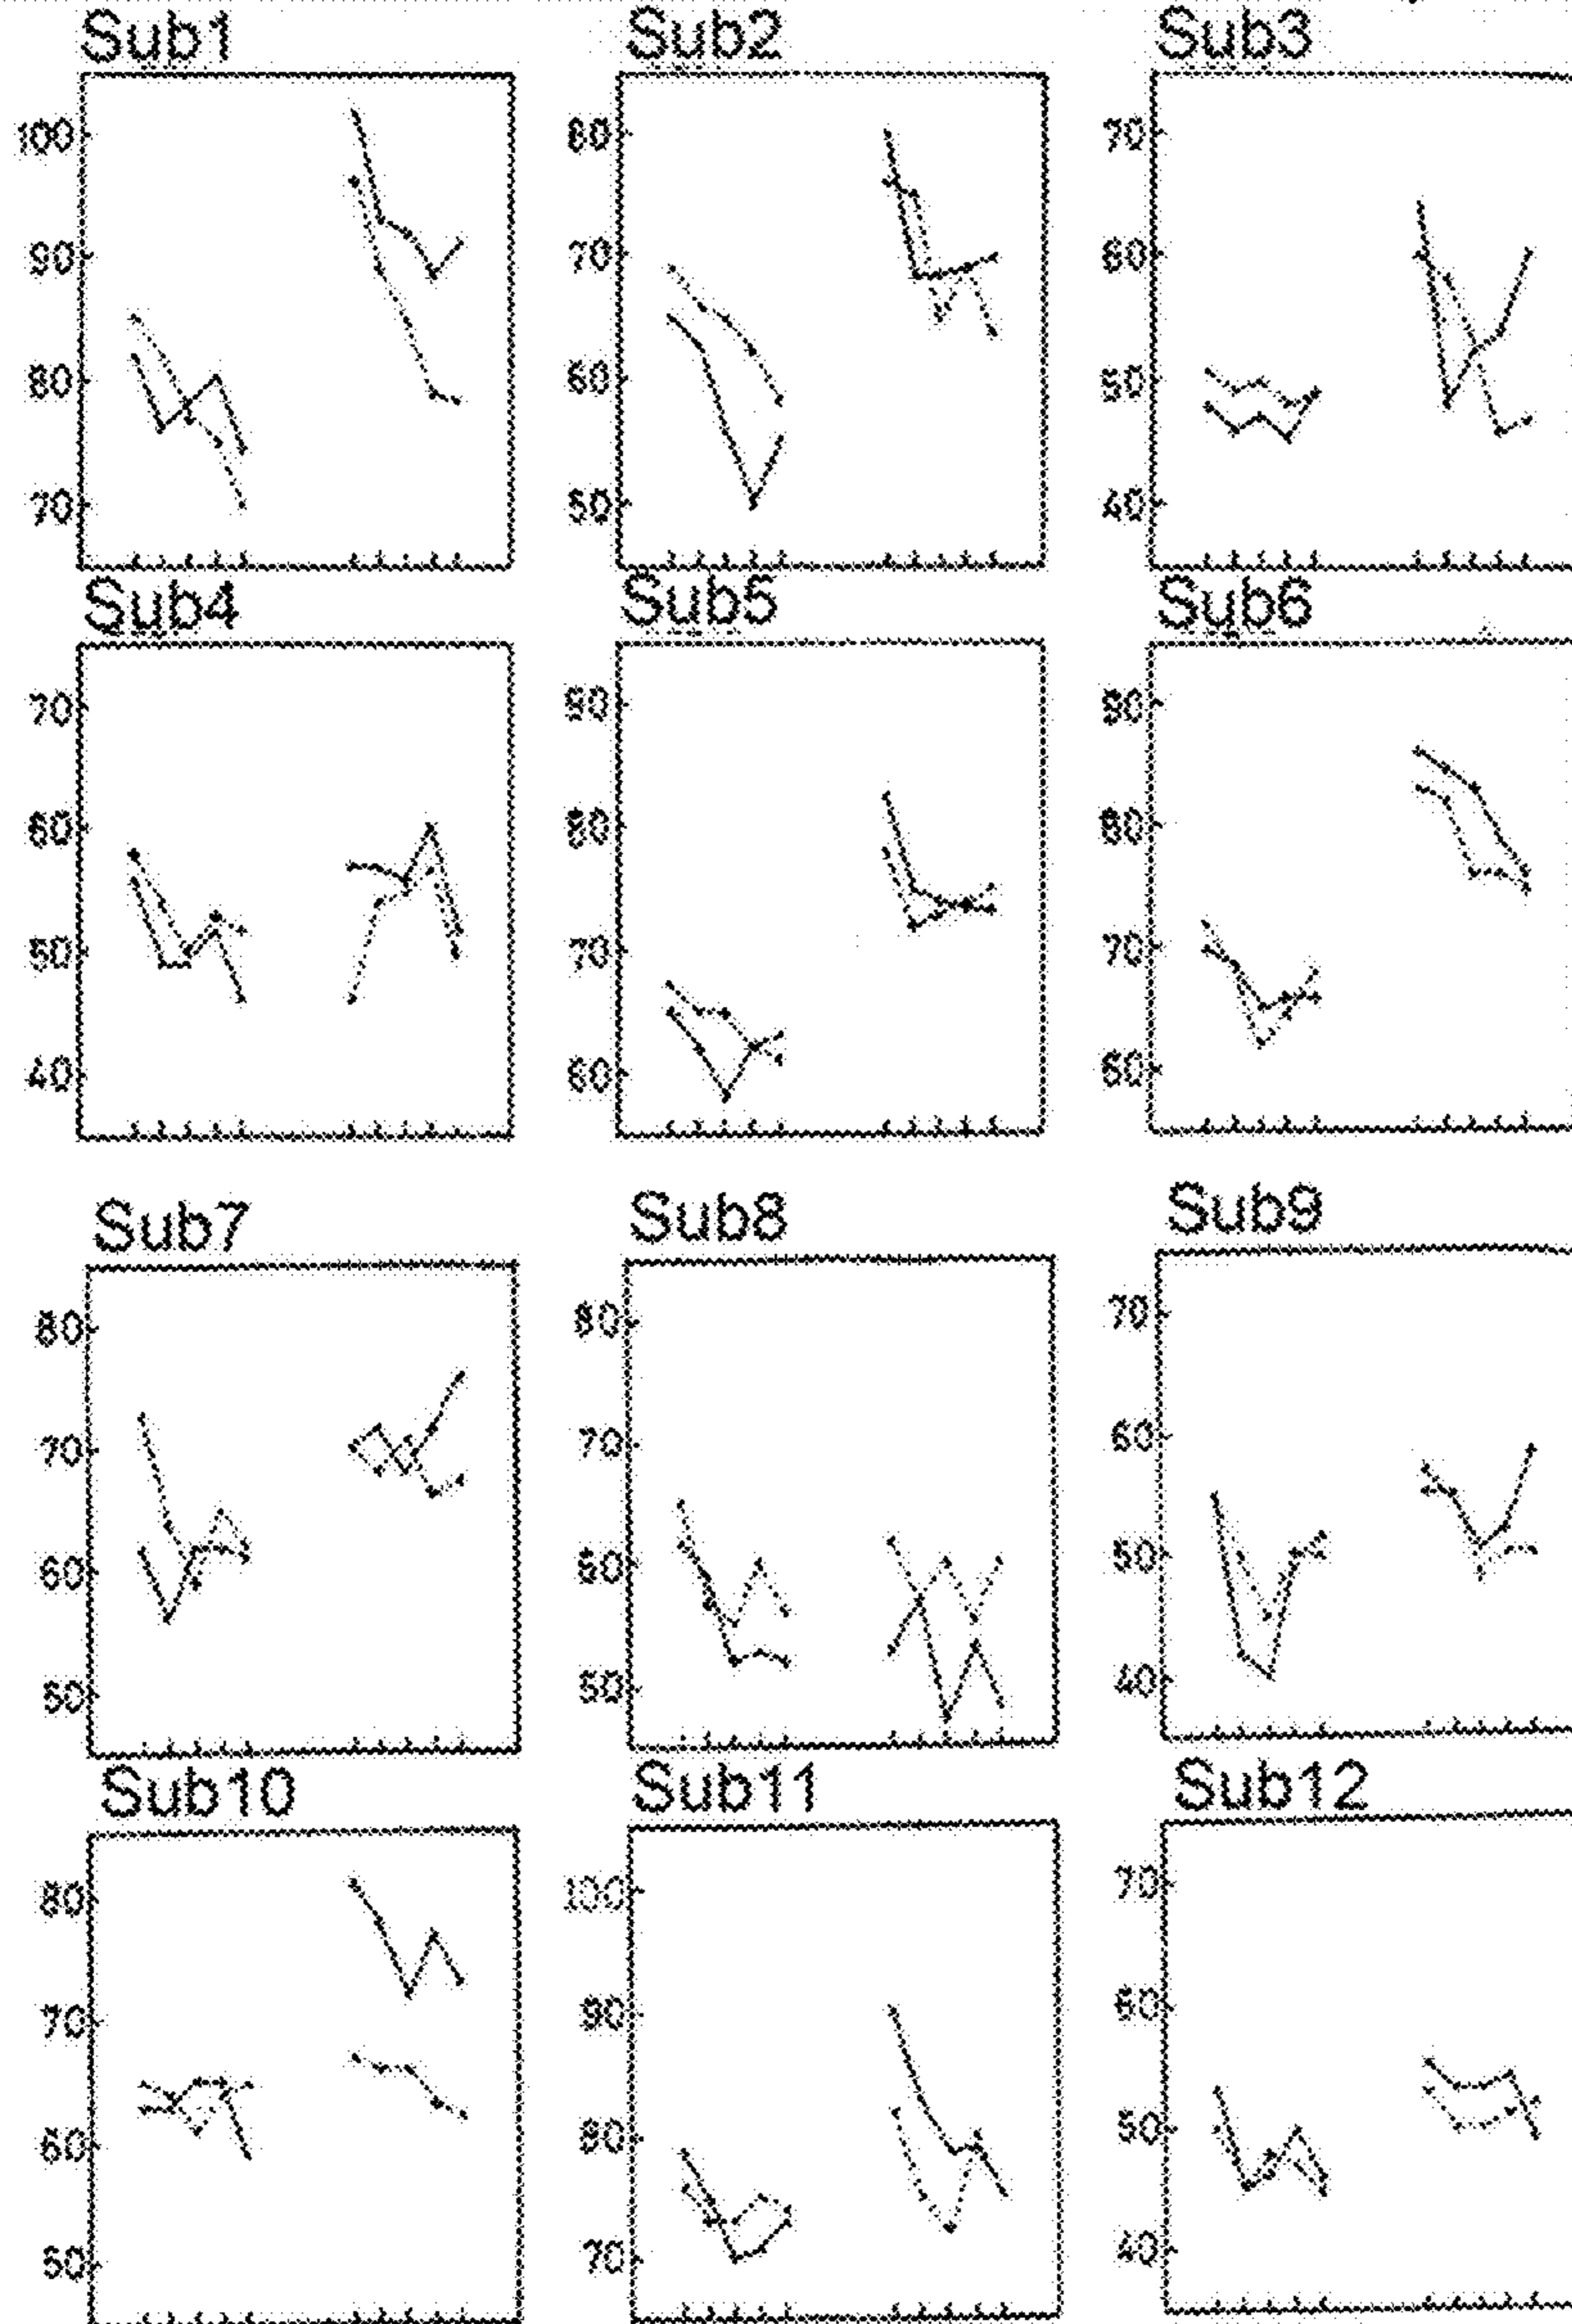 Sub1 Sub2 Sub3
100 80 70
90 70 60
80 60 50
70 50 40
Sub4 Sub5 Sub6
70 90 90
60 80 80
50 70 70
40 60 60
Sub7 Sub8 Sub9
80 80 70
70 70 60
60 60 50
50 50 40
Sub10 Sub11 Sub12
80 100 70
70 90 60
60 80 50
50 70 40